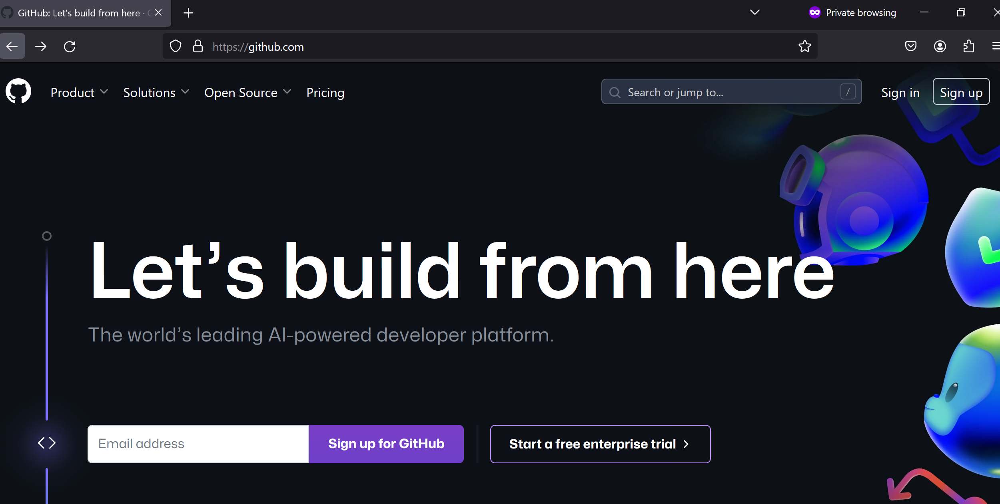 GitHub: Let’s build from here ·
Private browsing
https://github.com
Product
Solutions
Open Source
Pricing
Search or jump to...
/
Sign in
Sign up
Let’s build from here
The world’s leading AI-powered developer platform.
Email address
Sign up for GitHub
Start a free enterprise trial